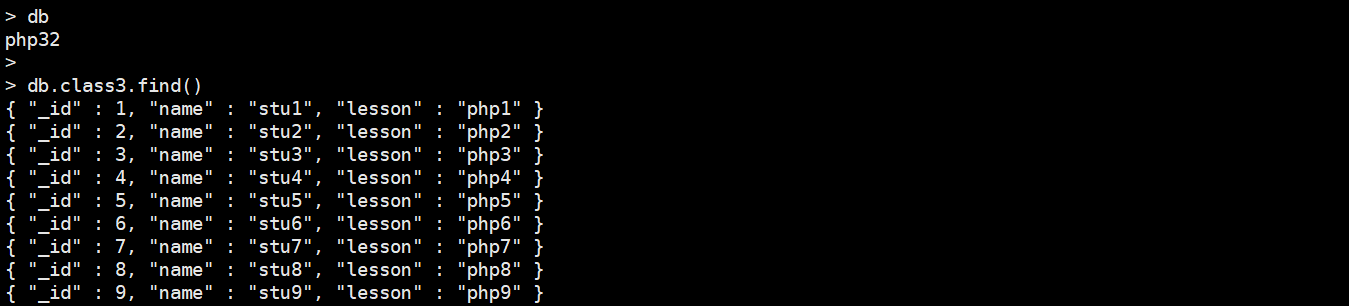 > db
php32
>
> db.class3.find()
{ "_id" : 1, "name" : "stu1", "lesson" : "php1" }
{ "_id" : 2, "name" : "stu2", "lesson" : "php2" }
{ "_id" : 3, "name" : "stu3", "lesson" : "php3" }
{ "_id" : 4, "name" : "stu4", "lesson" : "php4" }
{ "_id" : 5, "name" : "stu5", "lesson" : "php5" }
{ "_id" : 6, "name" : "stu6", "lesson" : "php6" }
{ "_id" : 7, "name" : "stu7", "lesson" : "php7" }
{ "_id" : 8, "name" : "stu8", "lesson" : "php8" }
{ "_id" : 9, "name" : "stu9", "lesson" : "php9" }